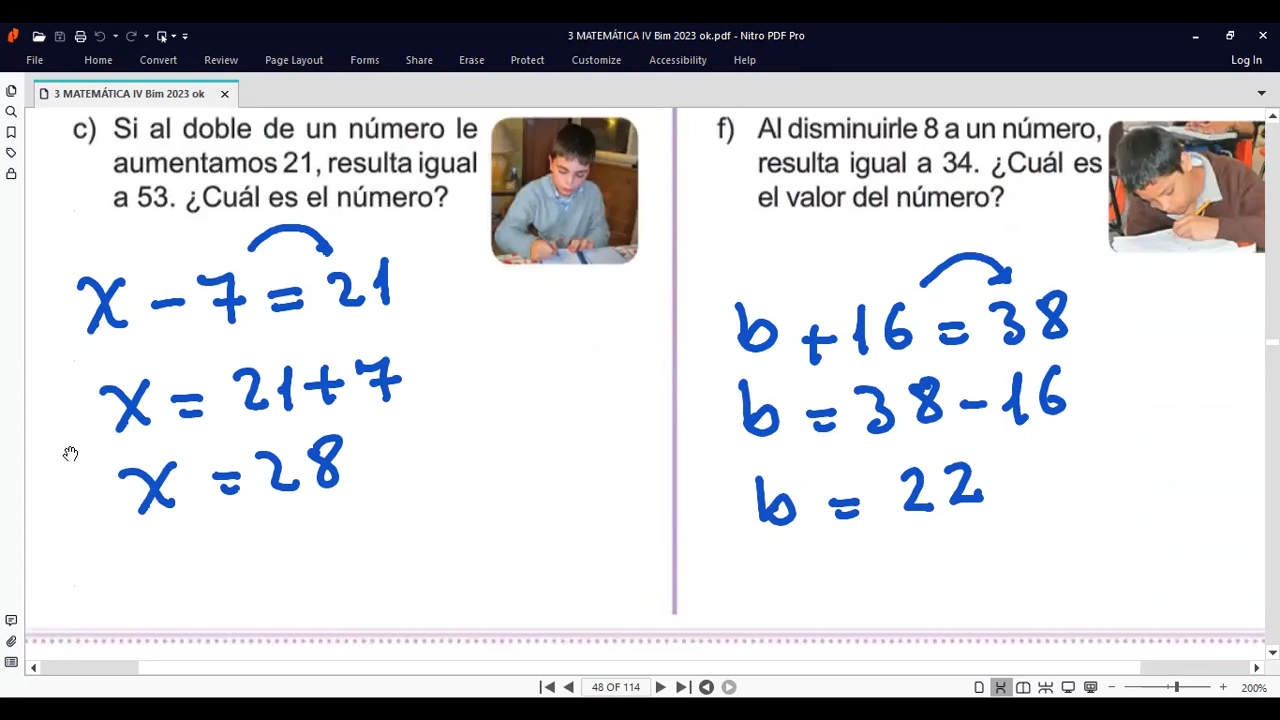 3 MATEMÁTICA IV Bim 2023 ok.pdf - Nitro PDF Pro
File Home Convert Review Page Layout Forms Share Erase Protect Customize Accessibility Help Log In
3 MATEMÁTICA IV Bim 2023 ok
c) Si al doble de un número le
aumentamos 21, resulta igual
a 53. ¿Cuál es el número?
x - 7 = 21
x = 21 + 7
x = 28
f) Al disminuirle 8 a un número,
resulta igual a 34. ¿Cuál es
el valor del número?
b + 16 = 38
b = 38 - 16
b = 22
48 OF 114
200%